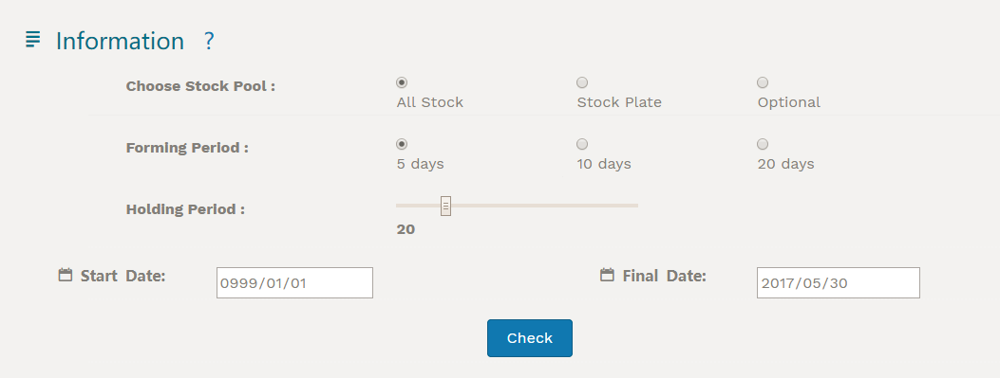 Information ?
Choose Stock Pool :
All Stock
Stock Plate
Optional
Forming Period :
5 days
10 days
20 days
Holding Period :
20
Start Date:
0999/01/01
Final Date:
2017/05/30
Check